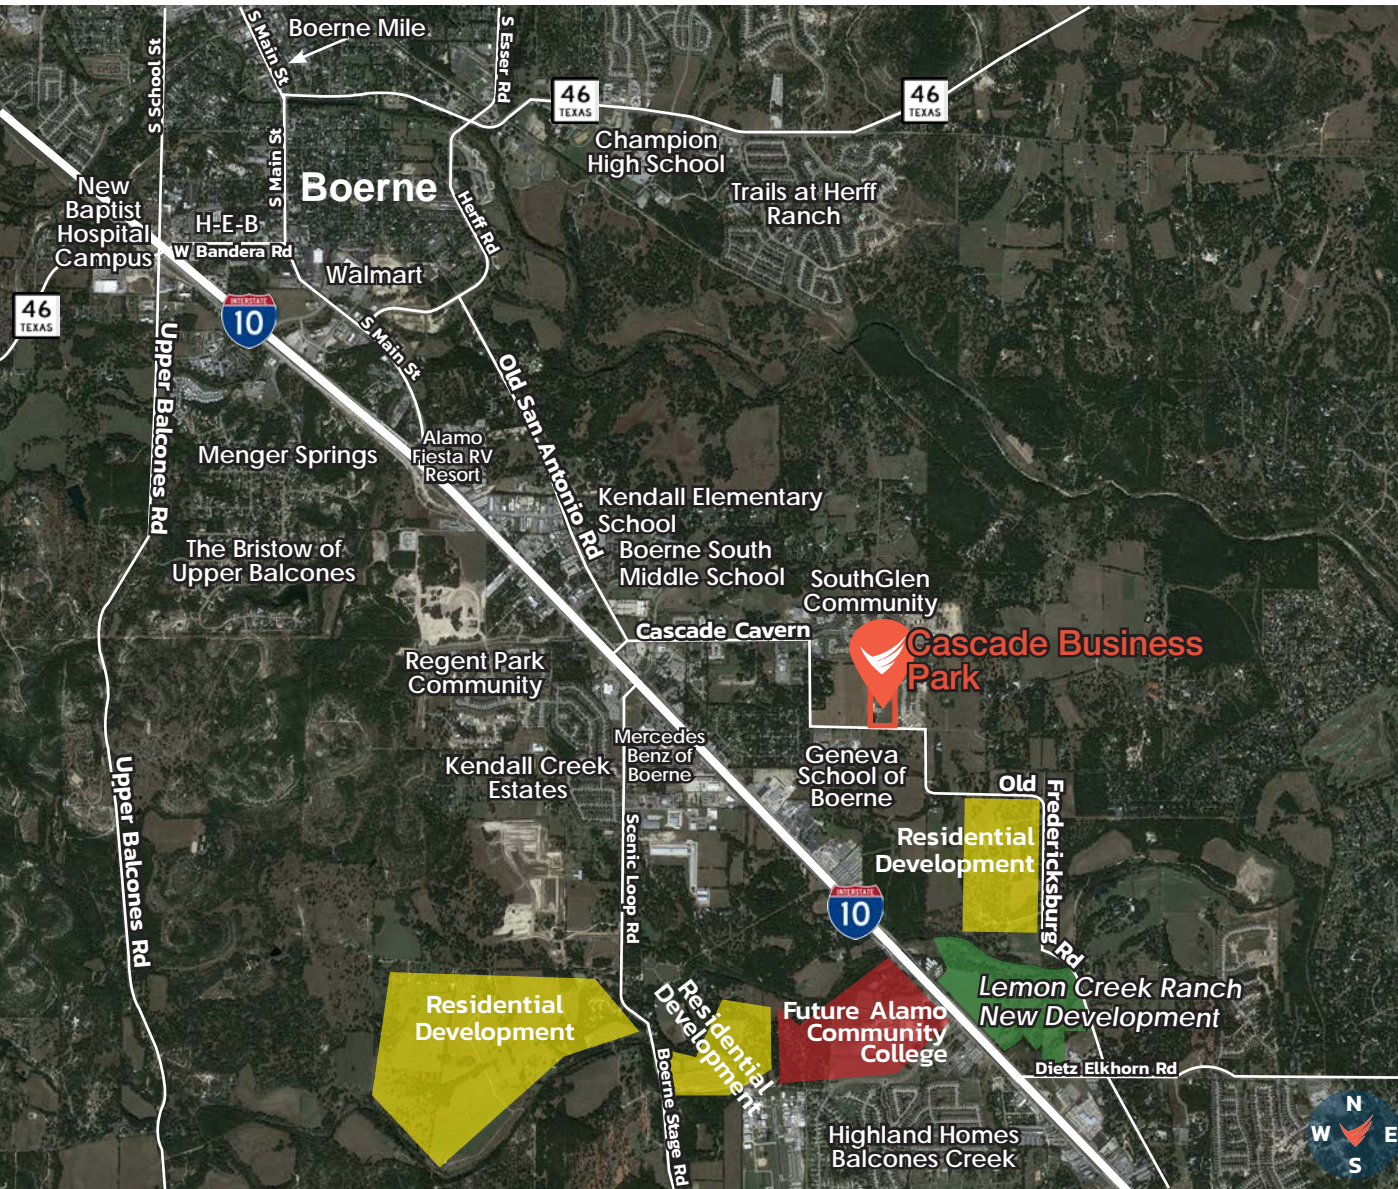 S School St
S Main St
Boerne Mile
S Esser Rd
46
TEXAS
46
TEXAS
Champion
High School
S Main St
Boerne
New
Baptist
Hospital
Campus
H-E-B
W Bandera Rd
Herff Rd
Trails at Herff
Ranch
Walmart
46
TEXAS
INTERSTATE
10
S Main St
Upper Balcones Rd
Old San Antonio Rd
Menger Springs
Alamo
Fiesta RV
Resort
Kendall Elementary
School
Boerne South
Middle School
The Bristow of
Upper Balcones
SouthGlen
Community
Cascade Cavern
Cascade Business
Park
Regent Park
Community
Mercedes
Benz of
Boerne
Kendall Creek
Estates
Geneva
School of
Boerne
Upper Balcones Rd
Old
Fredericksburg
Rd
Scenic Loop Rd
Residential
Development
INTERSTATE
10
Residential
Development
Residential
Development
Future Alamo
Community
College
Lemon Creek Ranch
New Development
Boerne Stage Rd
Dietz Elkhorn Rd
Highland Homes
Balcones Creek
N
W
E
S